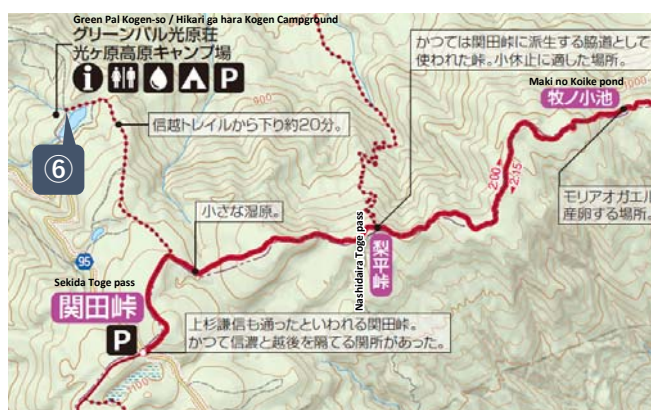 Green Pal Kogen-so / Hikari ga hara Kogen Campground
グリーンパル光原荘
光ヶ原高原キャンプ場
i
P
⑥
900
信越トレイルから下り約20分。
小さな湿原。
95
Sekida Toge pass
関田峠
P
1100
上杉謙信も通ったといわれる関田峠。
かつて信濃と越後を隔てる関所があった。
Nashidaira Toge pass
梨平峠
かつては関田峠に派生する脇道として
使われた峠。小休止に適した場所。
Maki no Koike pond
牧ノ小池
1000
2:00
2:15
モリアオガエル
産卵する場所。